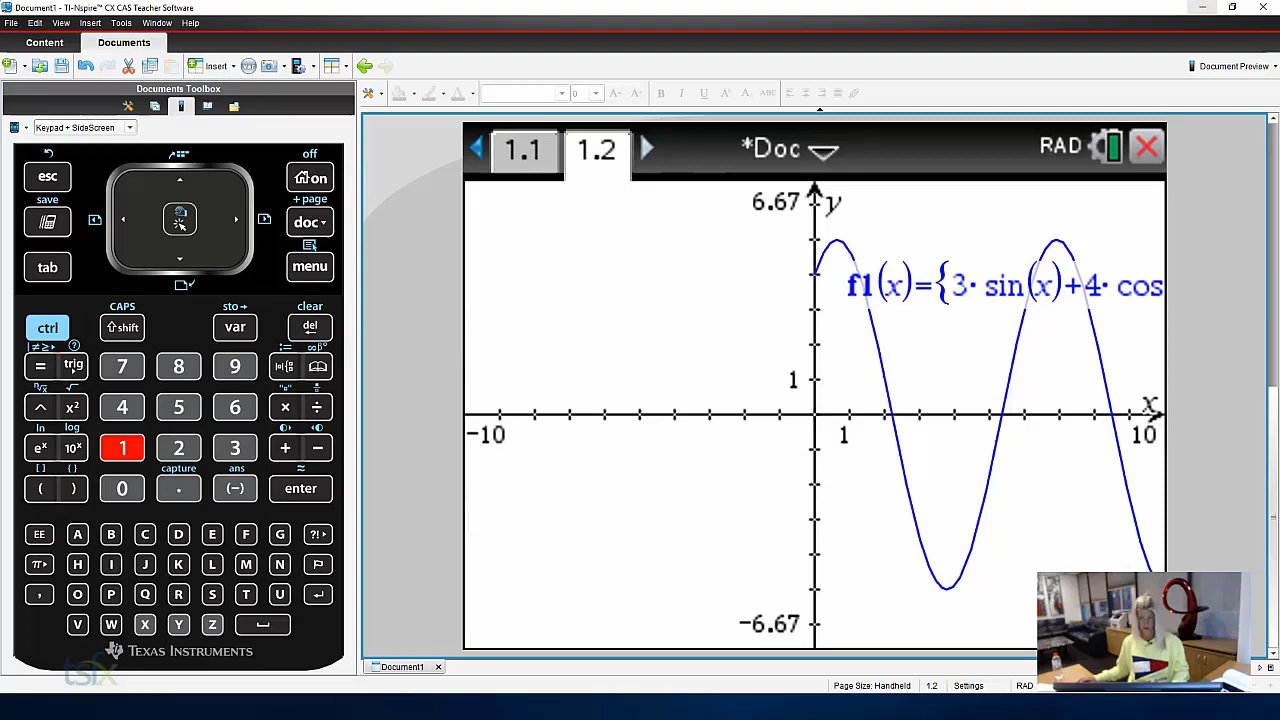 Document1 - TI-Nspire™ CX CAS Teacher Software
File Edit View Insert Tools Window Help
Content Documents
Insert
Document Preview
Documents Toolbox
Keypad + SideScreen
0
B I U A A ABC
1.1 1.2 *Doc RAD
6.67 y
f1(x)={3· sin(x)+4· cos
1
x
-10 1 10
-6.67
off
esc on
save + page
doc
tab menu
CAPS sto→ clear
ctrl shift var del
= trig 7 8 9
^ x² 4 5 6 × ÷
ln log
eˣ 10ˣ 1 2 3 + −
[ ] { } capture ans ≈
( ) 0 . (−) enter
EE A B C D E F ?!
π H I J K L M N
, O P Q R S T U
V W X Y Z
TEXAS INSTRUMENTS
tsfx
Document1
Page Size: Handheld 1.2 Settings RAD